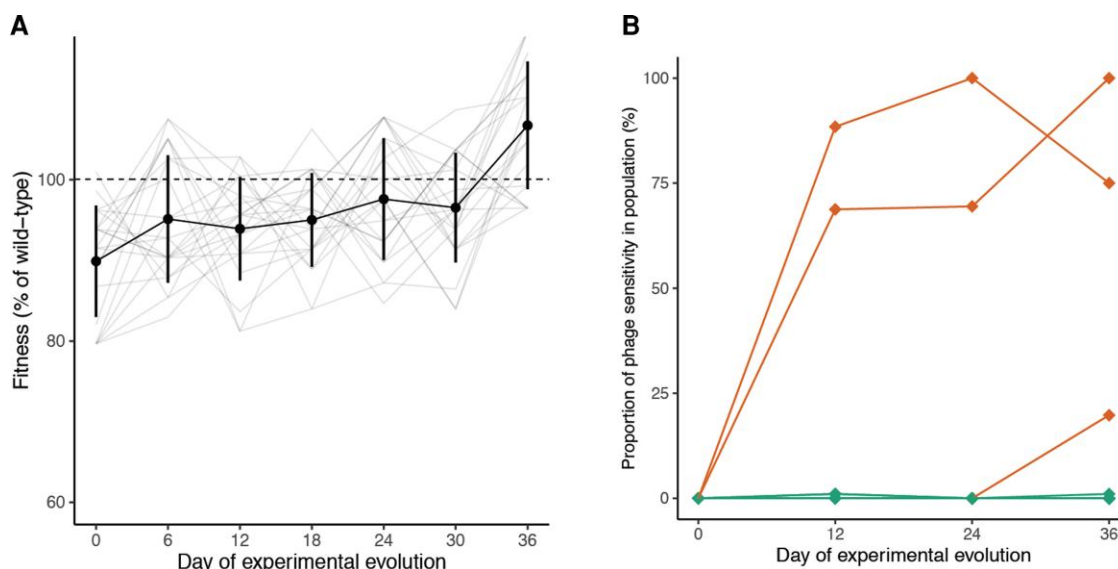 A
Fitness (% of wild–type)
100
80
60
0 6 12 18 24 30 36
Day of experimental evolution
B
Proportion of phage sensitivity in population (%)
100
75
50
25
0
0 12 24 36
Day of experimental evolution